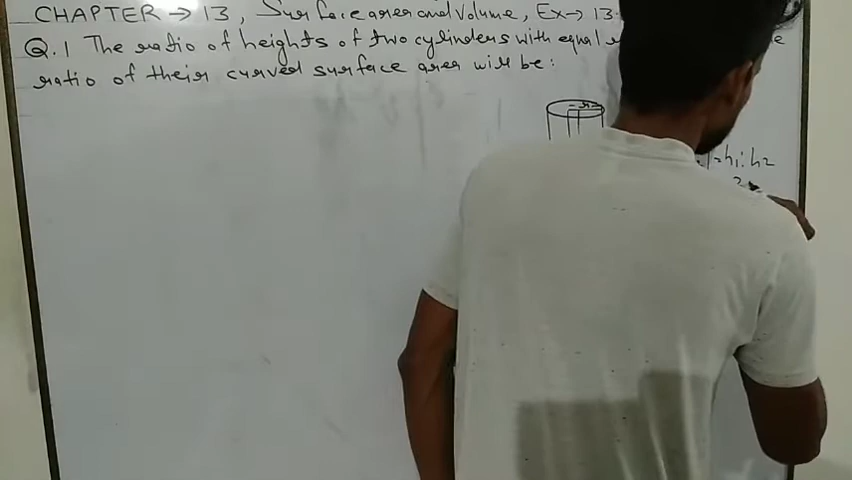 CHAPTER → 13, Surface area and Volume, Ex → 13
Q.1 The ratio of heights of two cylinders with equal
ratio of their curved surface area will be:
r
h₁:h₂